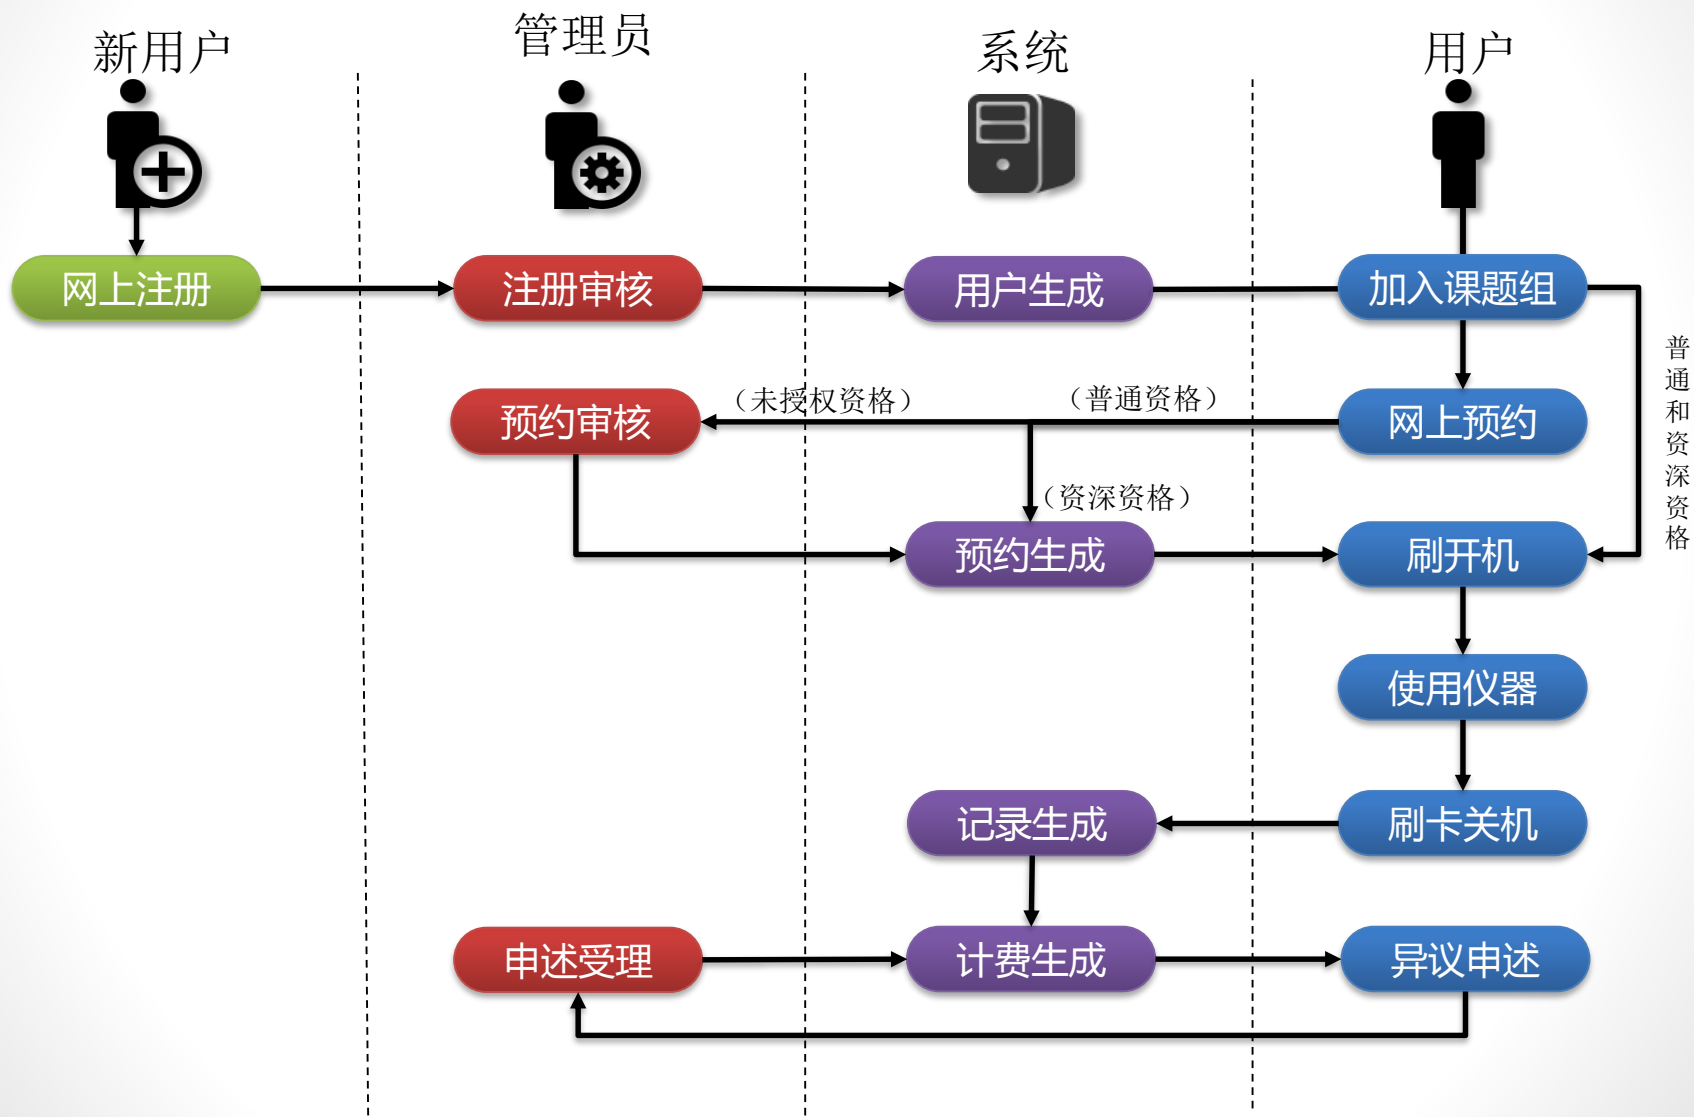 新用户
管理员
系统
用户
网上注册
注册审核
用户生成
加入课题组
预约审核
（未授权资格）
（普通资格）
网上预约
普通和资深资格
（资深资格）
预约生成
刷开机
使用仪器
记录生成
刷卡关机
申述受理
计费生成
异议申述